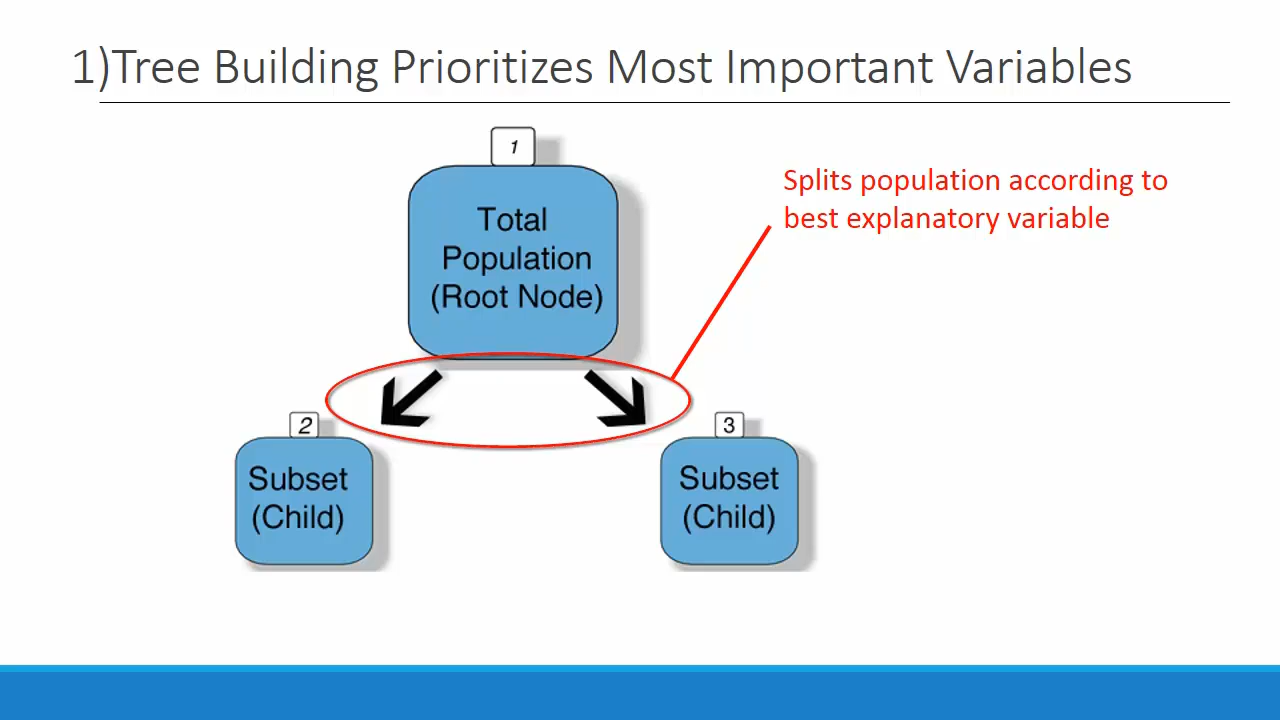 1)Tree Building Prioritizes Most Important Variables
1
Total
Population
(Root Node)
Splits population according to
best explanatory variable
2
Subset
(Child)
3
Subset
(Child)